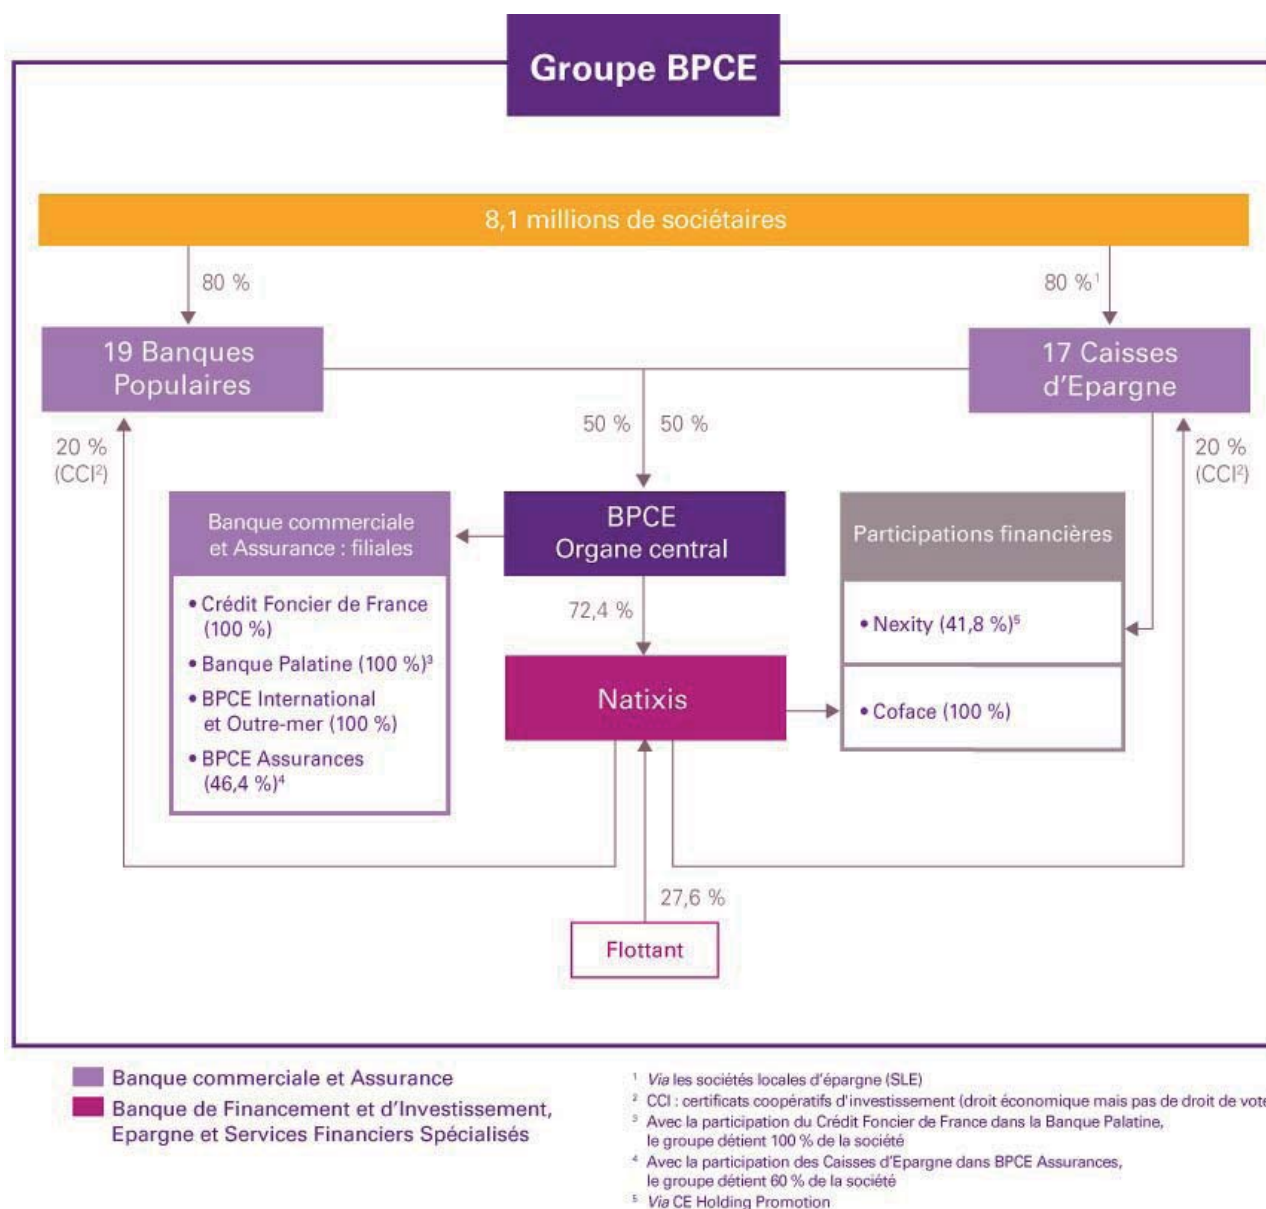 Groupe BPCE
8,1 millions de sociétaires
80 %
80 %¹
19 Banques
Populaires
17 Caisses
d'Epargne
50 %
50 %
20 %
(CCI²)
20 %
(CCI²)
Banque commerciale
et Assurance : filiales
• Crédit Foncier de France
(100 %)
• Banque Palatine (100 %)³
• BPCE International
et Outre-mer (100 %)
• BPCE Assurances
(46,4 %)⁴
BPCE
Organe central
72,4 %
Natixis
Participations financières
• Nexity (41,8 %)⁵
• Coface (100 %)
27,6 %
Flottant
Banque commerciale et Assurance
Banque de Financement et d'Investissement,
Epargne et Services Financiers Spécialisés
¹ Via les sociétés locales d'épargne (SLE)
² CCI : certificats coopératifs d'investissement (droit économique mais pas de droit de vote
³ Avec la participation du Crédit Foncier de France dans la Banque Palatine,
le groupe détient 100 % de la société
⁴ Avec la participation des Caisses d'Epargne dans BPCE Assurances,
le groupe détient 60 % de la société
⁵ Via CE Holding Promotion